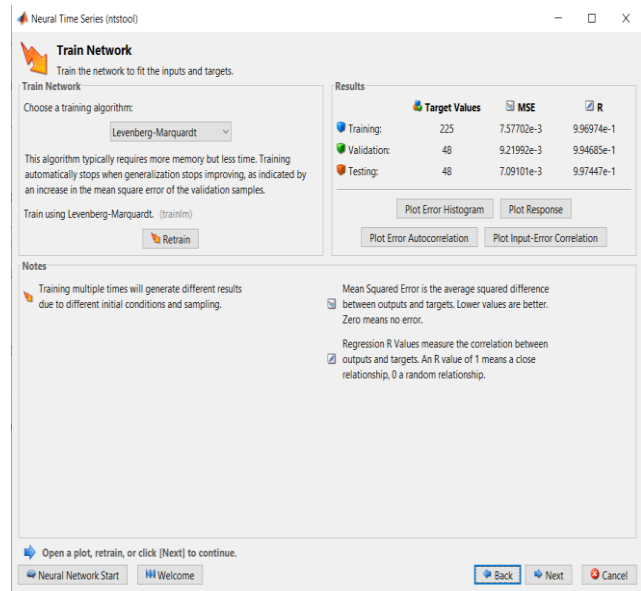 Neural Time Series (ntstool)
Train Network
Train the network to fit the inputs and targets.
Train Network
Choose a training algorithm:
Levenberg-Marquardt
This algorithm typically requires more memory but less time. Training
automatically stops when generalization stops improving, as indicated by
an increase in the mean square error of the validation samples.
Train using Levenberg-Marquardt. (trainlm)
Retrain
Results
Target Values MSE R
Training: 225 7.57702e-3 9.96974e-1
Validation: 48 9.21992e-3 9.94685e-1
Testing: 48 7.09101e-3 9.97447e-1
Plot Error Histogram Plot Response
Plot Error Autocorrelation Plot Input-Error Correlation
Notes
Training multiple times will generate different results
due to different initial conditions and sampling.
Mean Squared Error is the average squared difference
between outputs and targets. Lower values are better.
Zero means no error.
Regression R Values measure the correlation between
outputs and targets. An R value of 1 means a close
relationship, 0 a random relationship.
Open a plot, retrain, or click [Next] to continue.
Neural Network Start Welcome Back Next Cancel